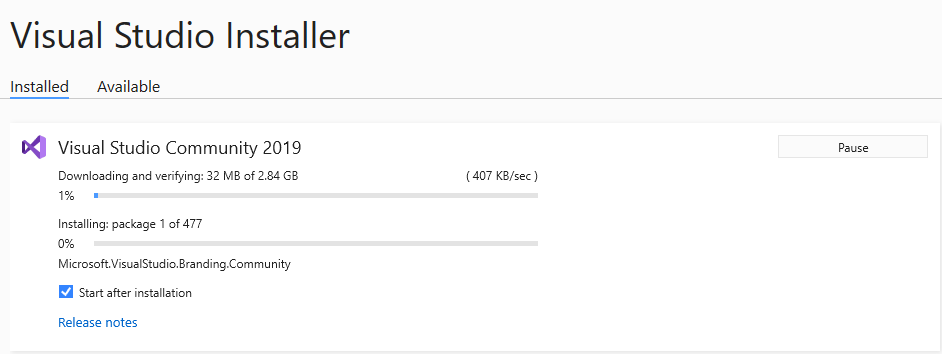 Visual Studio Installer
Installed Available
Visual Studio Community 2019 Pause
Downloading and verifying: 32 MB of 2.84 GB ( 407 KB/sec )
1%
Installing: package 1 of 477
0%
Microsoft.VisualStudio.Branding.Community
Start after installation
Release notes